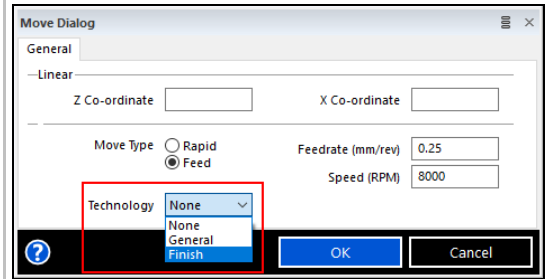 Move Dialog
General
Linear
Z Co-ordinate
X Co-ordinate
Move Type
Rapid
Feed
Feedrate (mm/rev) 0.25
Speed (RPM) 8000
Technology None
None
General
Finish
?
OK
Cancel